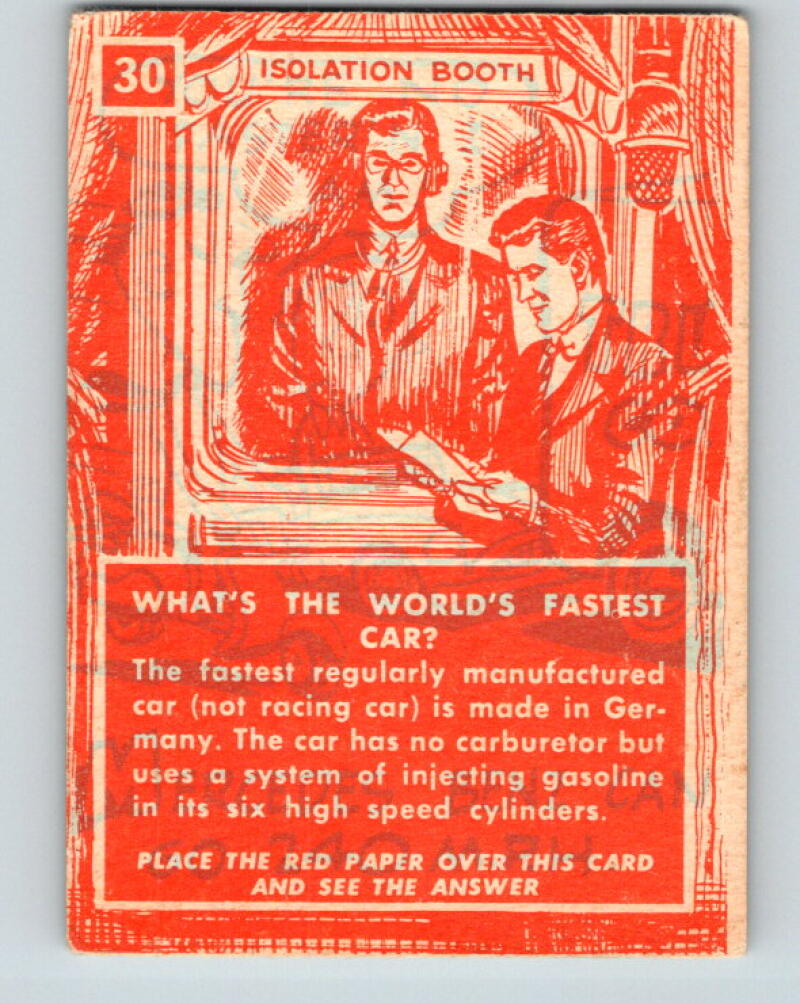 30
ISOLATION BOOTH
WHAT'S THE WORLD'S FASTEST
CAR?
The fastest regularly manufactured
car (not racing car) is made in Ger-
many. The car has no carburetor but
uses a system of injecting gasoline
in its six high speed cylinders.
PLACE THE RED PAPER OVER THIS CARD
AND SEE THE ANSWER